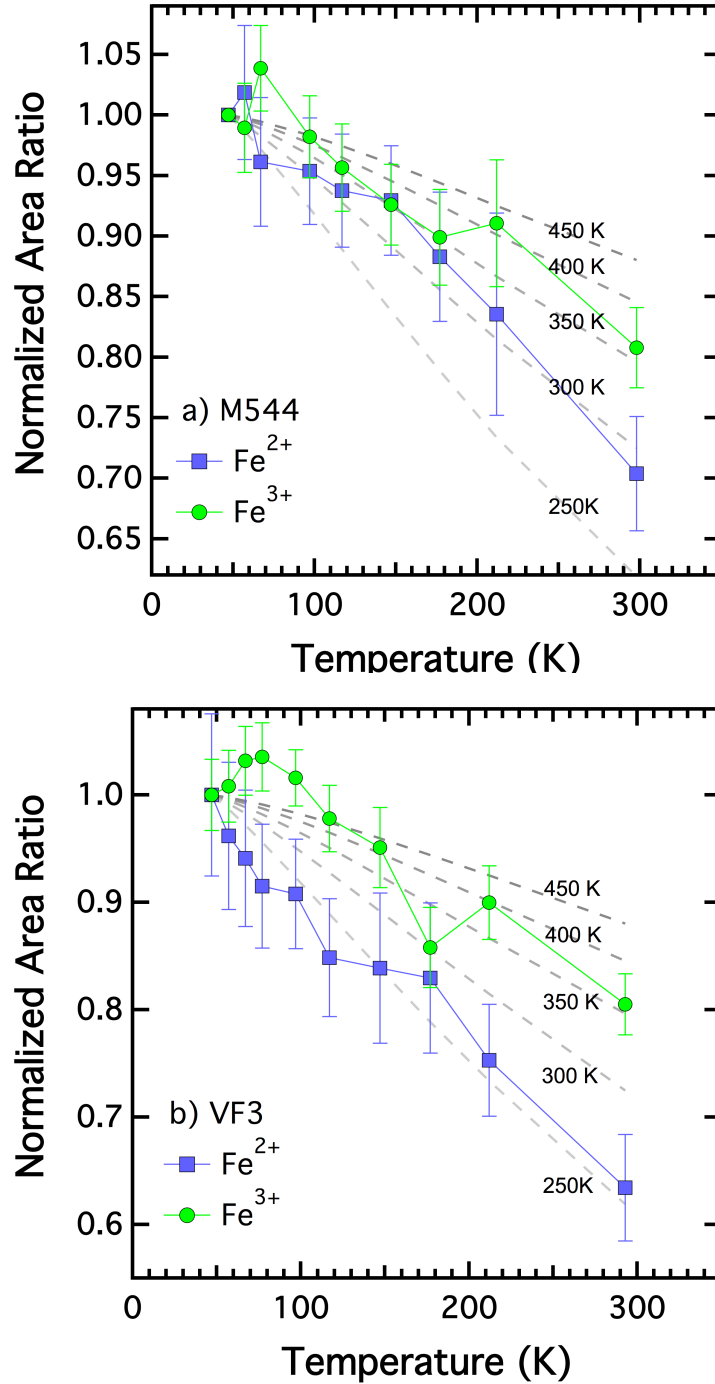 Normalized Area Ratio
1.05
1.00
0.95
0.90
0.85
0.80
0.75
0.70
0.65
450 K
400 K
350 K
300 K
250K
a) M544
Fe2+
Fe3+
0
100
200
300
Temperature (K)
Normalized Area Ratio
1.0
0.9
0.8
0.7
0.6
450 K
400 K
350 K
300 K
250K
b) VF3
Fe2+
Fe3+
0
100
200
300
Temperature (K)